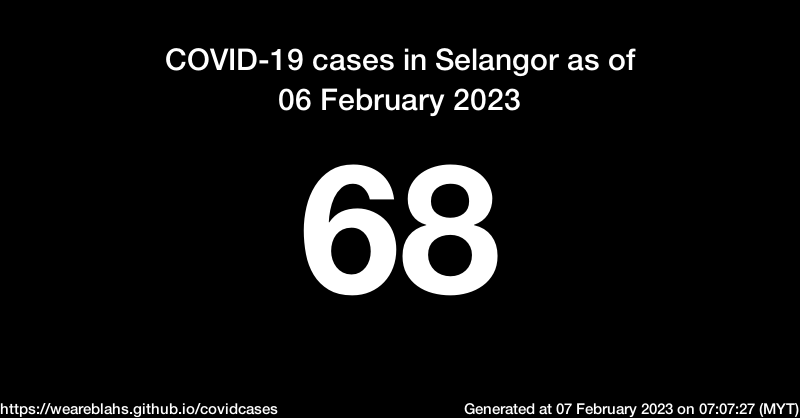 COVID-19 cases in Selangor as of
06 February 2023
68
https://weareblahs.github.io/covidcases
Generated at 07 February 2023 on 07:07:27 (MYT)